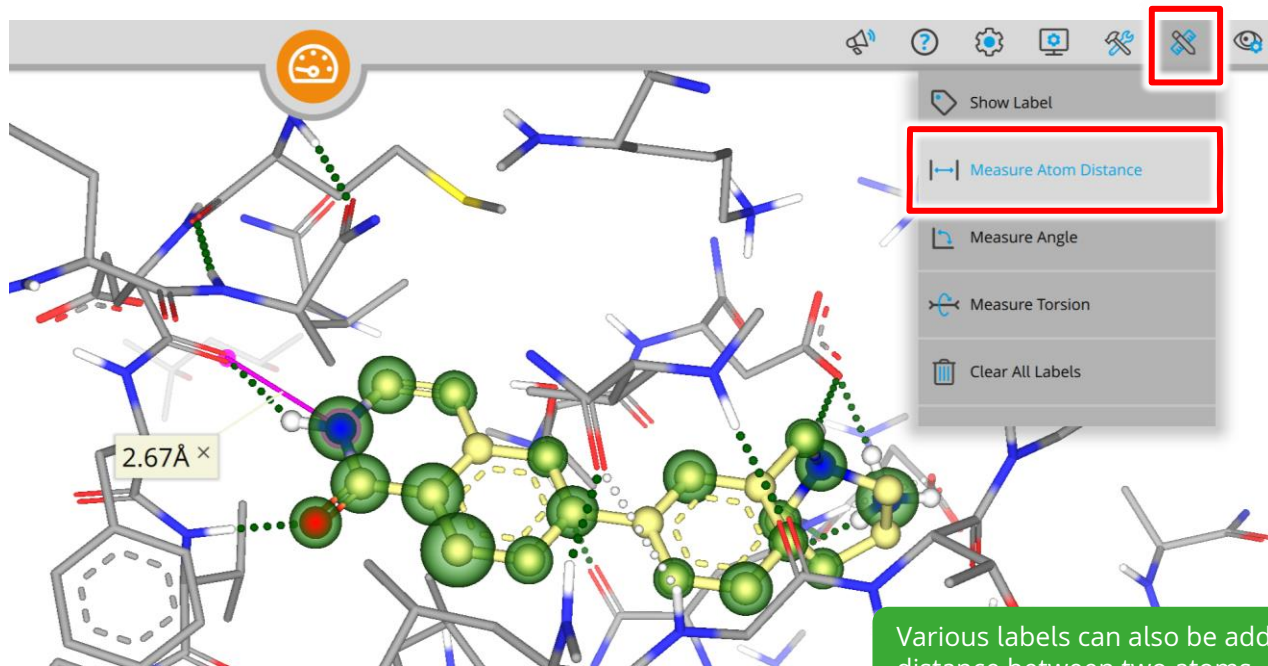 Show Label
Measure Atom Distance
Measure Angle
Measure Torsion
Clear All Labels
2.67Å ×
Various labels can also be add